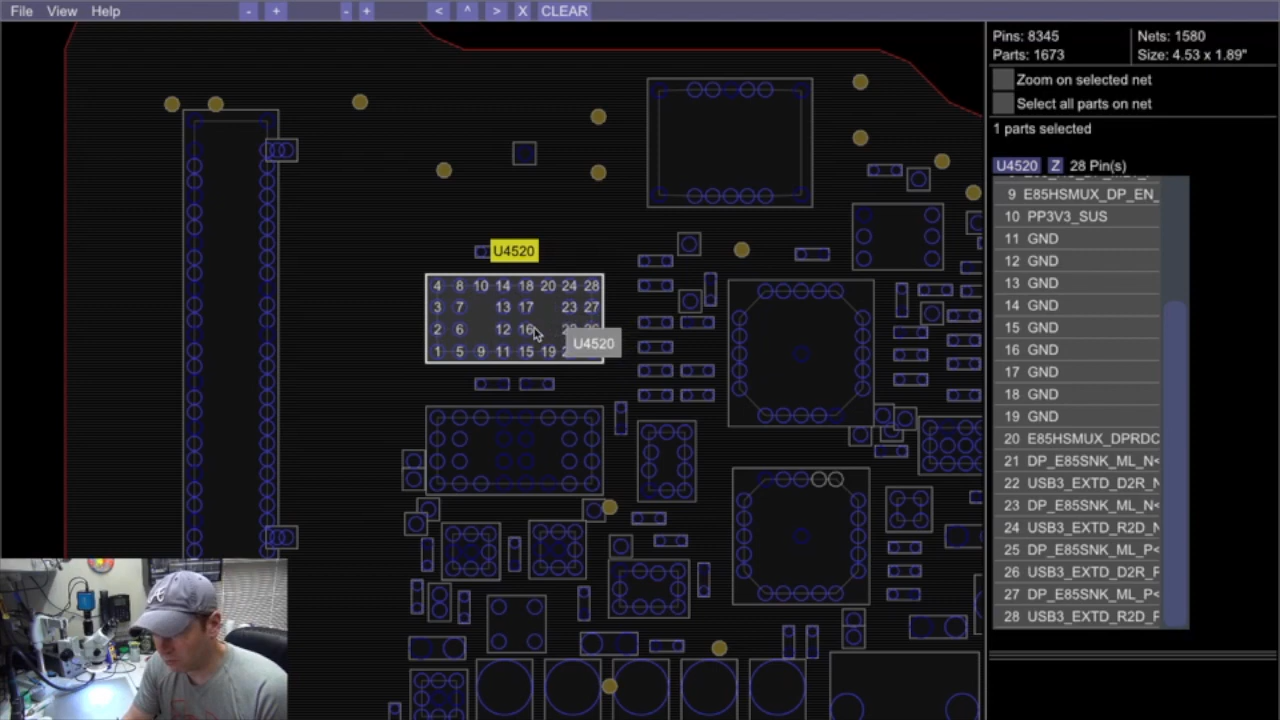 File View Help - + - + < ^ > X CLEAR
Pins: 8345 Nets: 1580
Parts: 1673 Size: 4.53 x 1.89"
Zoom on selected net
Select all parts on net
1 parts selected
U4520 Z 28 Pin(s)
9 E85HSMUX_DP_EN_
10 PP3V3_SUS
11 GND
12 GND
13 GND
14 GND
15 GND
16 GND
17 GND
18 GND
19 GND
20 E85HSMUX_DPRDC
21 DP_E85SNK_ML_N<
22 USB3_EXTD_D2R_N
23 DP_E85SNK_ML_N<
24 USB3_EXTD_R2D_N
25 DP_E85SNK_ML_P<
26 USB3_EXTD_D2R_P
27 DP_E85SNK_ML_P<
28 USB3_EXTD_R2D_P
U4520
4 8 10 14 18 20 24 28
3 7 13 17 23 27
2 6 12 16
U4520
1 5 9 11 15 19